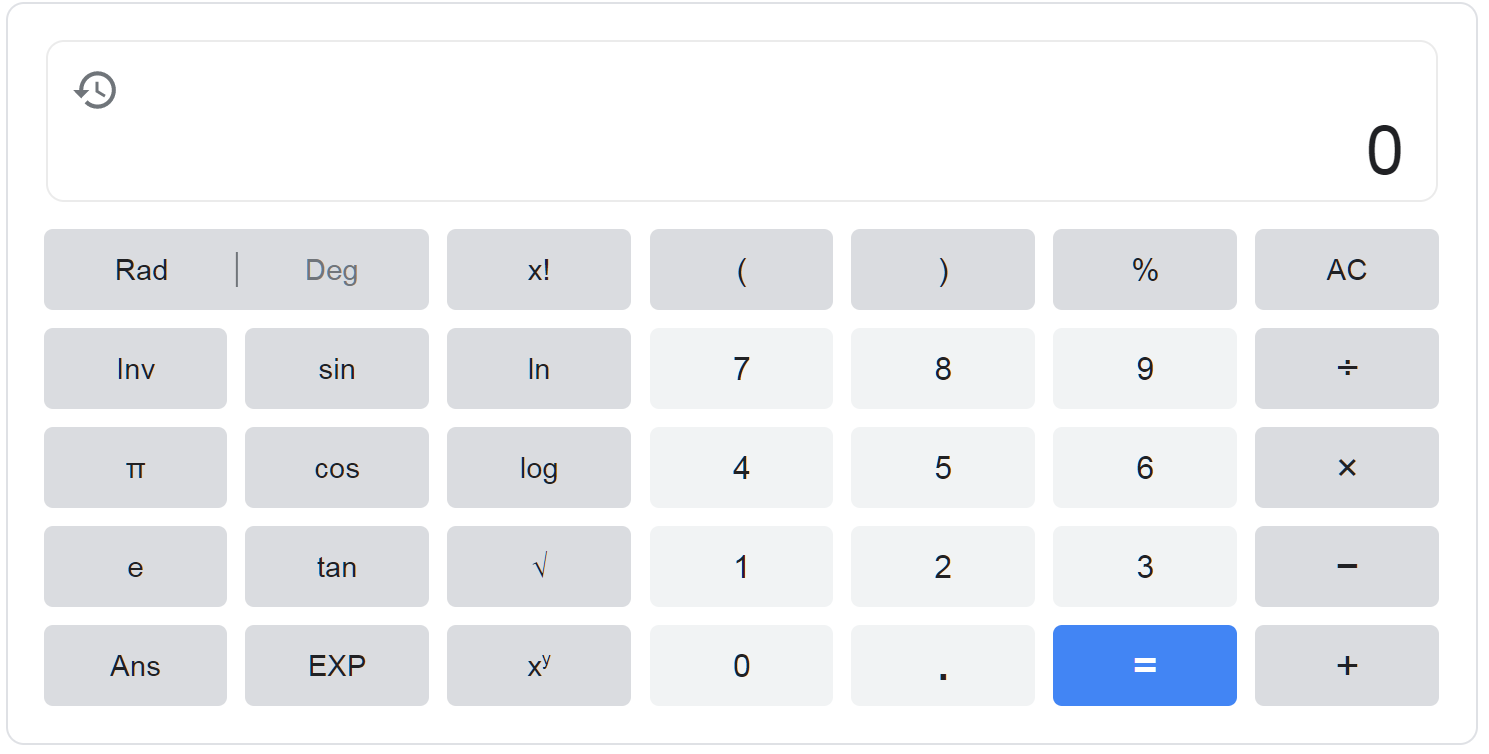 0
Rad | Deg x! ( ) % AC
Inv sin ln 7 8 9 ÷
π cos log 4 5 6 ×
e tan √ 1 2 3 −
Ans EXP xʸ 0 . = +